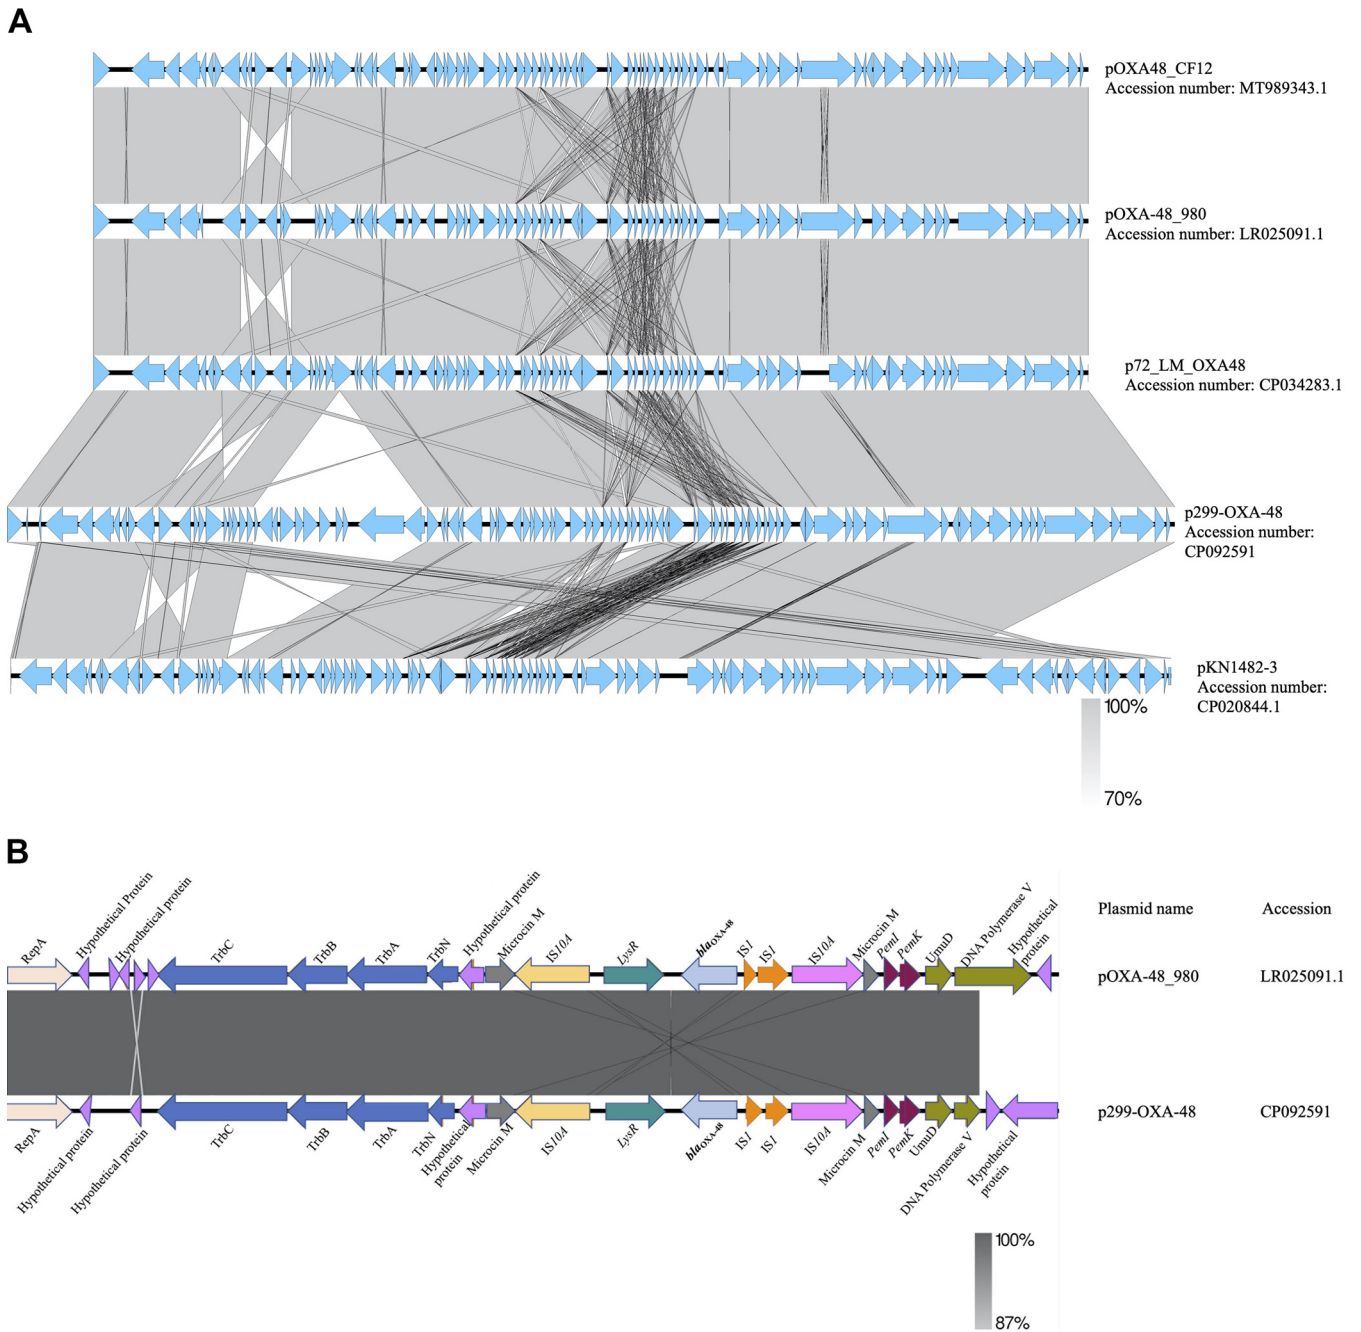 A
pOXA48_CF12
Accession number: MT989343.1
pOXA-48_980
Accession number: LR025091.1
p72_LM_OXA48
Accession number: CP034283.1
p299-OXA-48
Accession number:
CP092591
pKN1482-3
Accession number:
CP020844.1
100%
70%
B
Plasmid name
Accession
RepA
Hypothetical Protein
Hypothetical protein
TrbC
TrbB
TrbA
TrbN
Hypothetical protein
Microcin M
IS10A
LysR
blaOXA-48
IS1
IS1
IS10A
Microcin M
PemI
PemK
UmuD
DNA Polymerase V
Hypothetical
protein
pOXA-48_980
LR025091.1
p299-OXA-48
CP092591
RepA
Hypothetical protein
Hypothetical protein
TrbC
TrbB
TrbA
TrbN
Hypothetical
protein
Microcin M
IS10A
LysR
blaOXA-48
IS1
IS1
IS10A
Microcin M
PemI
PemK
UmuD
DNA Polymerase V
Hypothetical
protein
100%
87%